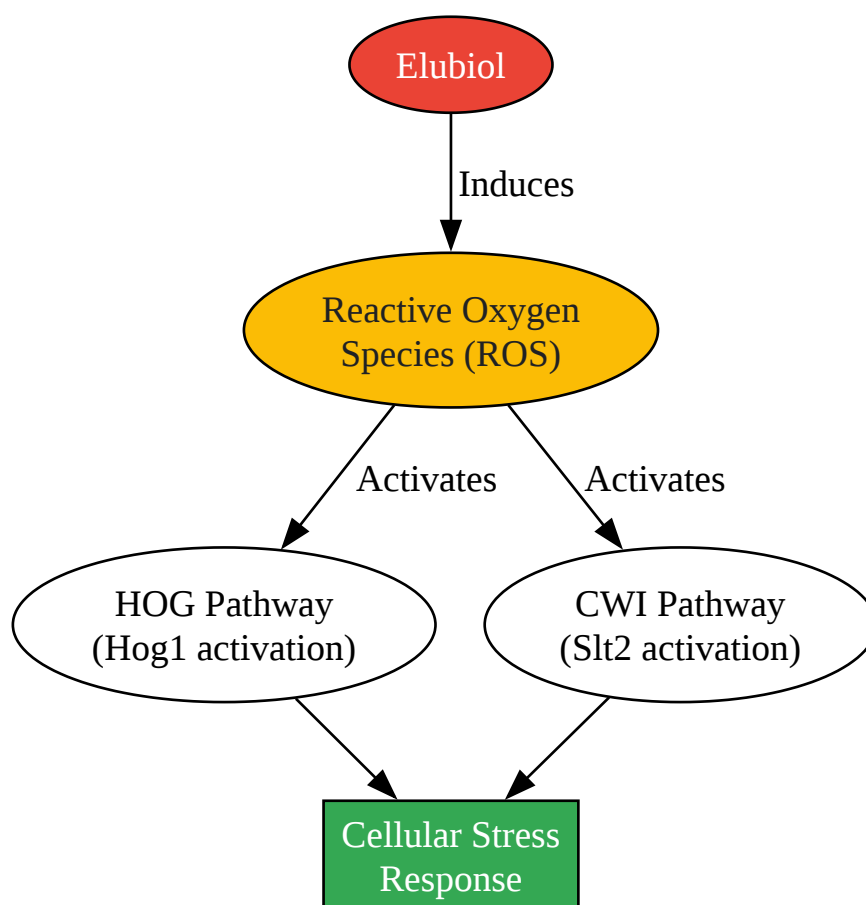 Elubiol
Induces
Reactive Oxygen
Species (ROS)
Activates
Activates
HOG Pathway
(Hog1 activation)
CWI Pathway
(Slt2 activation)
Cellular Stress
Response